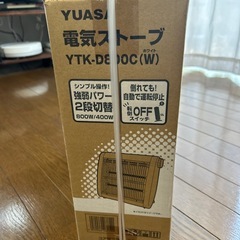 YUASA
電気ストーブ
ホワイト
YTK-D800C(W)
シンプル操作!
強弱パワー
2段切替
800W/400W
倒れても!
自動で運転停止
転倒
OFF
スイッチ